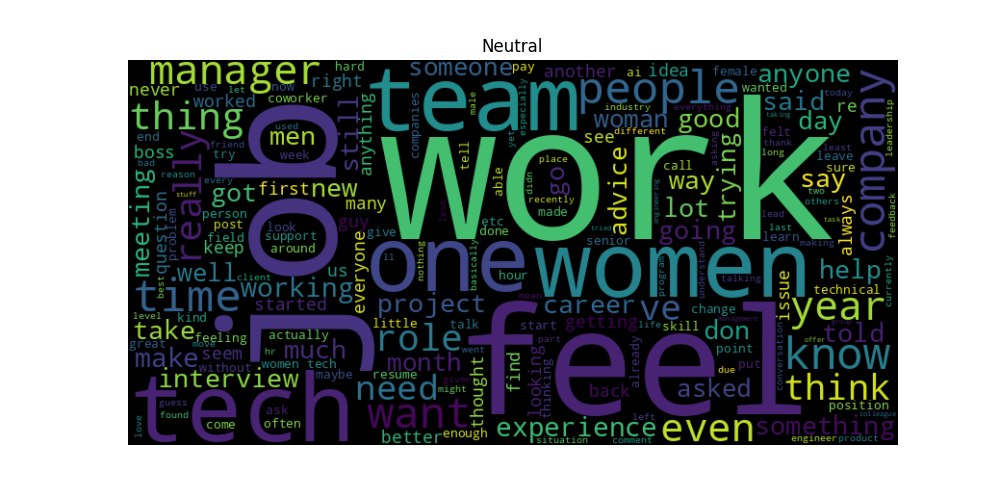 Neutral
manager
someone
pay
another
ai
idea
female
anyone
never
use
let
now
hard
right
team
people
wanted
today
worked
coworker
companies
male
especially
industry
everything
said
re
company
thing
job
still
anything
woman
good
taking
leadership
end
bad
boss
really
friend
try
used
men
week
yet
see
different
asking
felt
thank
long
day
least
leave
sure
work
tell
place
way
call
trying
meeting
reason
every
stuff
got
first
new
able
didn
go
recently
made
advice
lot
say
two
others
feedback
person
many
guy
etc
done
going
always
lead
task
question
problem
post
field
keep
look
support
around
give
tried
senior
engineering
learn
last
making
best
well
client
us
everyone
ll
one
nothing
basically
less
hour
women
program
understand
talking
issue
help
technical
currently
time
working
started
project
mean
career
ve
change
conversation
year
level
kind
feeling
actually
little
talk
start
getting
life
skill
don
management
told
offer
great
take
move
hr
much
role
went
part
point
know
make
seem
without
women tech
maybe
month
thought
find
looking
thinking
already
due
put
think
interview
resume
need
given
might
feel
back
asked
position
guess
love
found
tech
come
ask
often
want
experience
left
even
something
colleague
better
enough
situation
comment
engineer
product